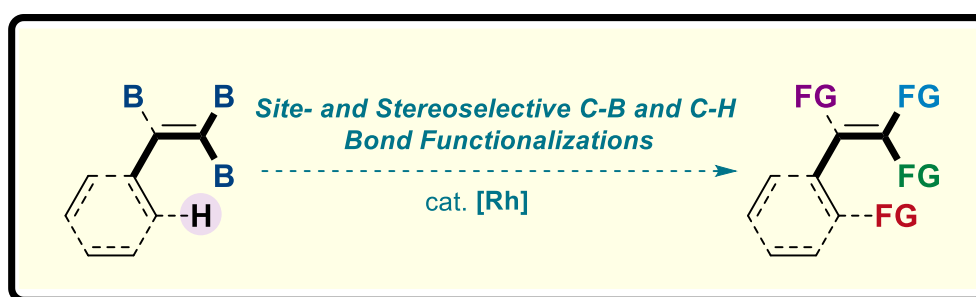 B B
Site- and Stereoselective C-B and C-H
Bond Functionalizations
B
H
cat. [Rh]
FG FG
FG
FG